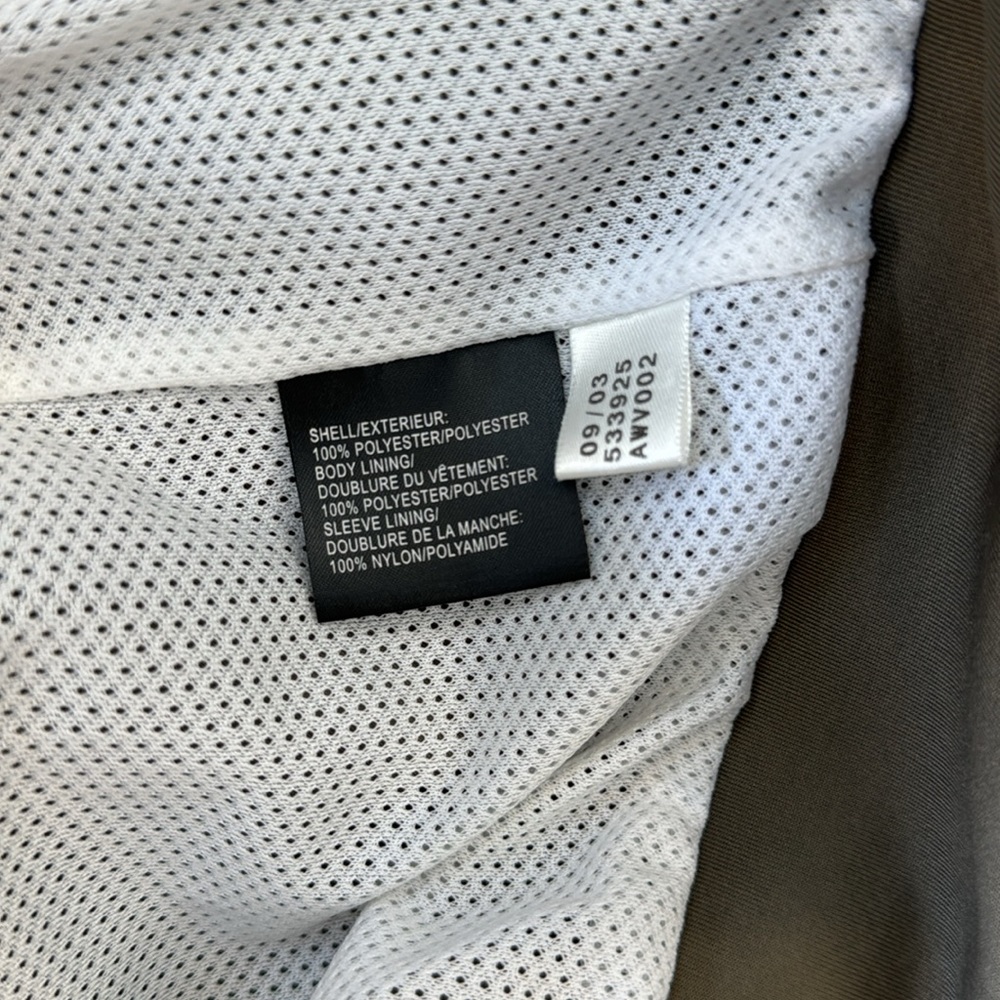 SHELL/EXTERIEUR:
100% POLYESTER/POLYESTER
BODY LINING/
DOUBLURE DU VÊTEMENT:
100% POLYESTER/POLYESTER
SLEEVE LINING/
DOUBLURE DE LA MANCHE:
100% NYLON/POLYAMIDE
09/03
533925
AWV002